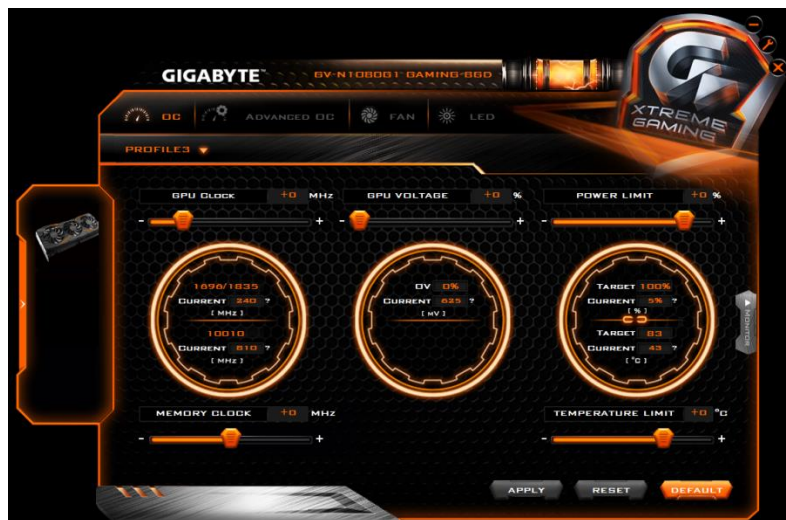 GIGABYTE™ GV-N1080G1 GAMING-8GD
XTREME
GAMING
OC ADVANCED OC FAN LED
PROFILE3
GPU CLOCK +0 MHZ GPU VOLTAGE +0 % POWER LIMIT +0 %
- + - + - +
1696/1835 OV 0% TARGET 100%
CURRENT 240 ? CURRENT 625 ? CURRENT 5% ?
[ MHZ ] [ MV ] [ % ]
10010 TARGET 83
CURRENT 810 ? CURRENT 43 ?
[ MHZ ] [ °C ]
MONITOR
MEMORY CLOCK +0 MHZ TEMPERATURE LIMIT +0 °C
- + - +
APPLY RESET DEFAULT